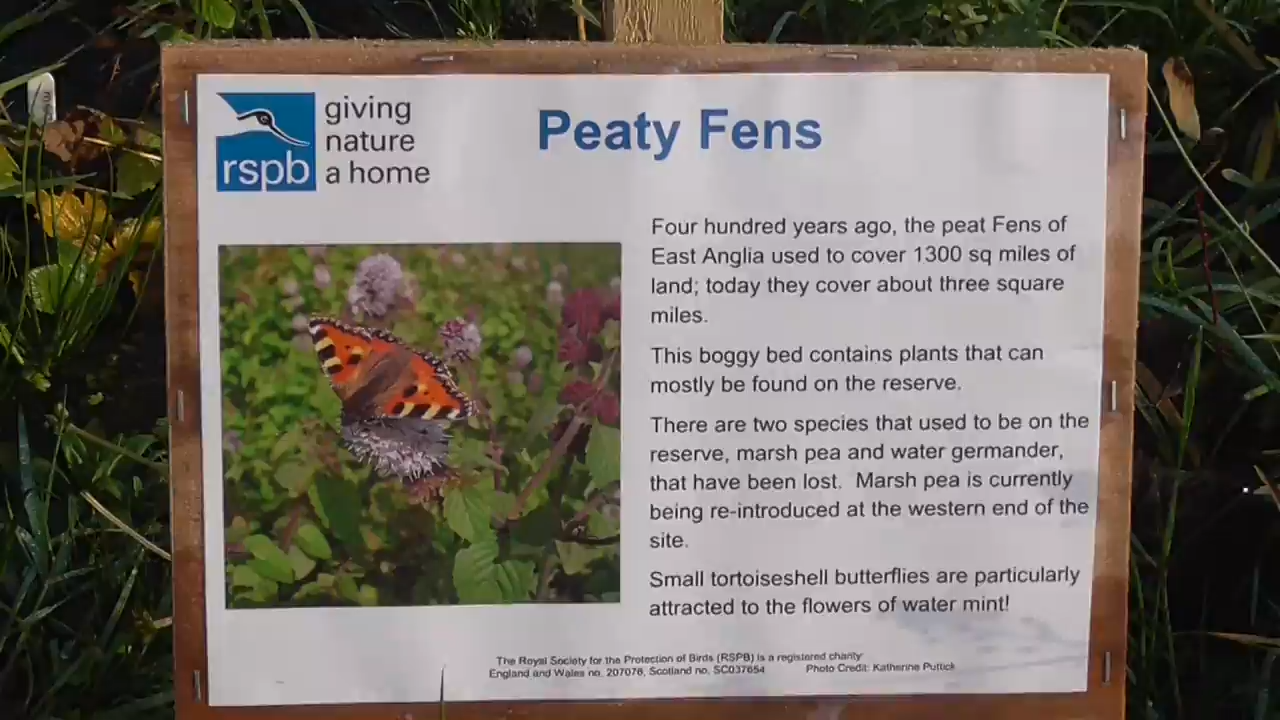 giving
nature
a home
rspb
Peaty Fens
Four hundred years ago, the peat Fens of
East Anglia used to cover 1300 sq miles of
land; today they cover about three square
miles.
This boggy bed contains plants that can
mostly be found on the reserve.
There are two species that used to be on the
reserve, marsh pea and water germander,
that have been lost. Marsh pea is currently
being re-introduced at the western end of the
site.
Small tortoiseshell butterflies are particularly
attracted to the flowers of water mint!
The Royal Society for the Protection of Birds (RSPB) is a registered charity
England and Wales no. 207076, Scotland no. SC037654 Photo Credit: Katherine Puttick